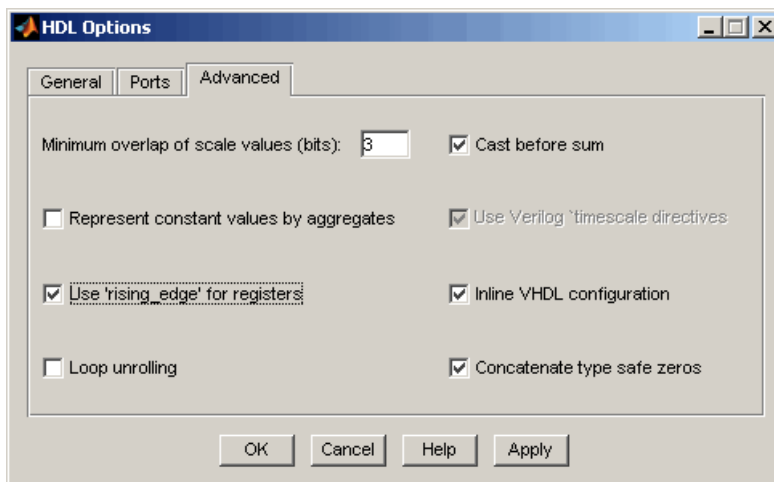 HDL Options
General Ports Advanced
Minimum overlap of scale values (bits): 3 Cast before sum
Represent constant values by aggregates Use Verilog `timescale directives
Use 'rising_edge' for registers Inline VHDL configuration
Loop unrolling Concatenate type safe zeros
OK Cancel Help Apply